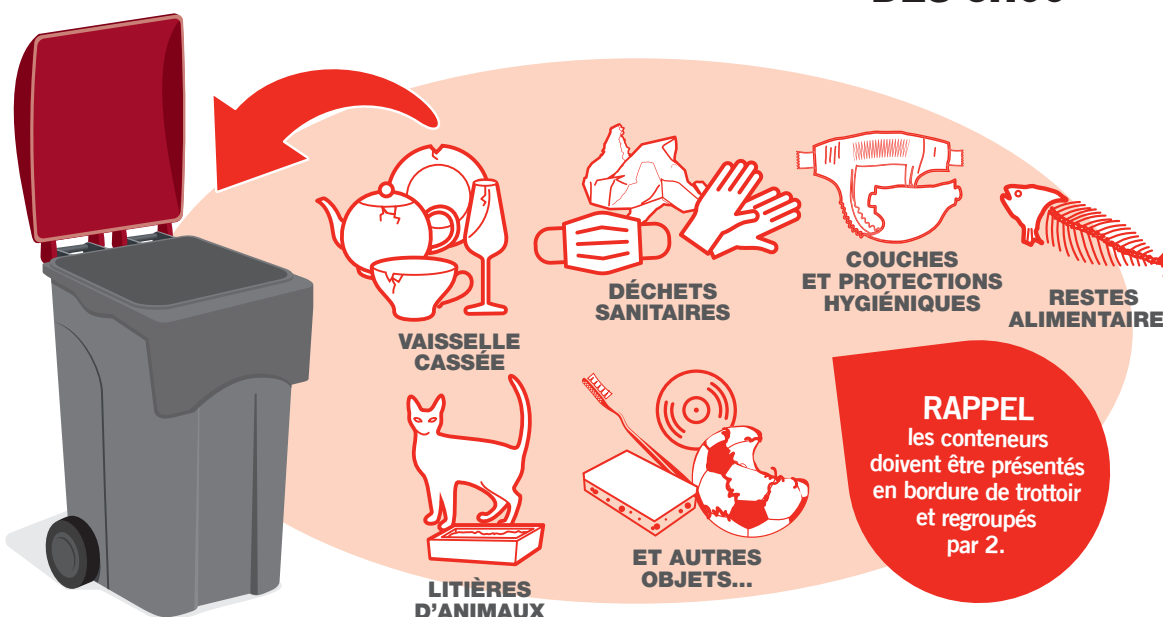 VAISSELLE
CASSÉE
DÉCHETS
SANITAIRES
COUCHES
ET PROTECTIONS
HYGIÉNIQUES
RESTES
ALIMENTAIRE
LITIÈRES
D'ANIMAUX
ET AUTRES
OBJETS...
RAPPEL
les conteneurs
doivent être présentés
en bordure de trottoir
et regroupés
par 2.